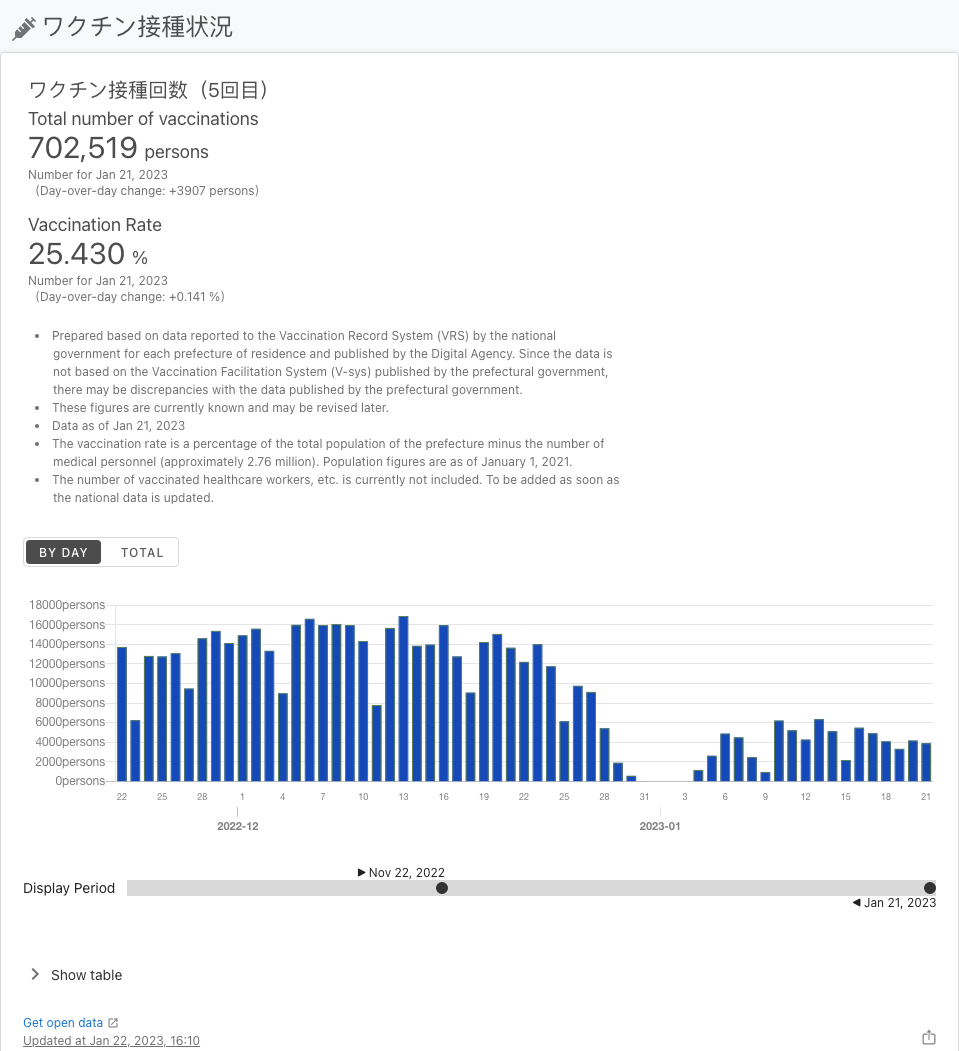 ワクチン接種状況
ワクチン接種回数（5回目）
Total number of vaccinations
702,519 persons
Number for Jan 21, 2023
(Day-over-day change: +3907 persons)
Vaccination Rate
25.430 %
Number for Jan 21, 2023
(Day-over-day change: +0.141 %)
• Prepared based on data reported to the Vaccination Record System (VRS) by the national
government for each prefecture of residence and published by the Digital Agency. Since the data is
not based on the Vaccination Facilitation System (V-sys) published by the prefectural government,
there may be discrepancies with the data published by the prefectural government.
• These figures are currently known and may be revised later.
• Data as of Jan 21, 2023
• The vaccination rate is a percentage of the total population of the prefecture minus the number of
medical personnel (approximately 2.76 million). Population figures are as of January 1, 2021.
• The number of vaccinated healthcare workers, etc. is currently not included. To be added as soon as
the national data is updated.
BY DAY TOTAL
18000persons
16000persons
14000persons
12000persons
10000persons
8000persons
6000persons
4000persons
2000persons
0persons
22 25 28 1 4 7 10 13 16 19 22 25 28 31 3 6 9 12 15 18 21
2022-12 2023-01
Nov 22, 2022
Display Period
Jan 21, 2023
Show table
Get open data
Updated at Jan 22, 2023, 16:10